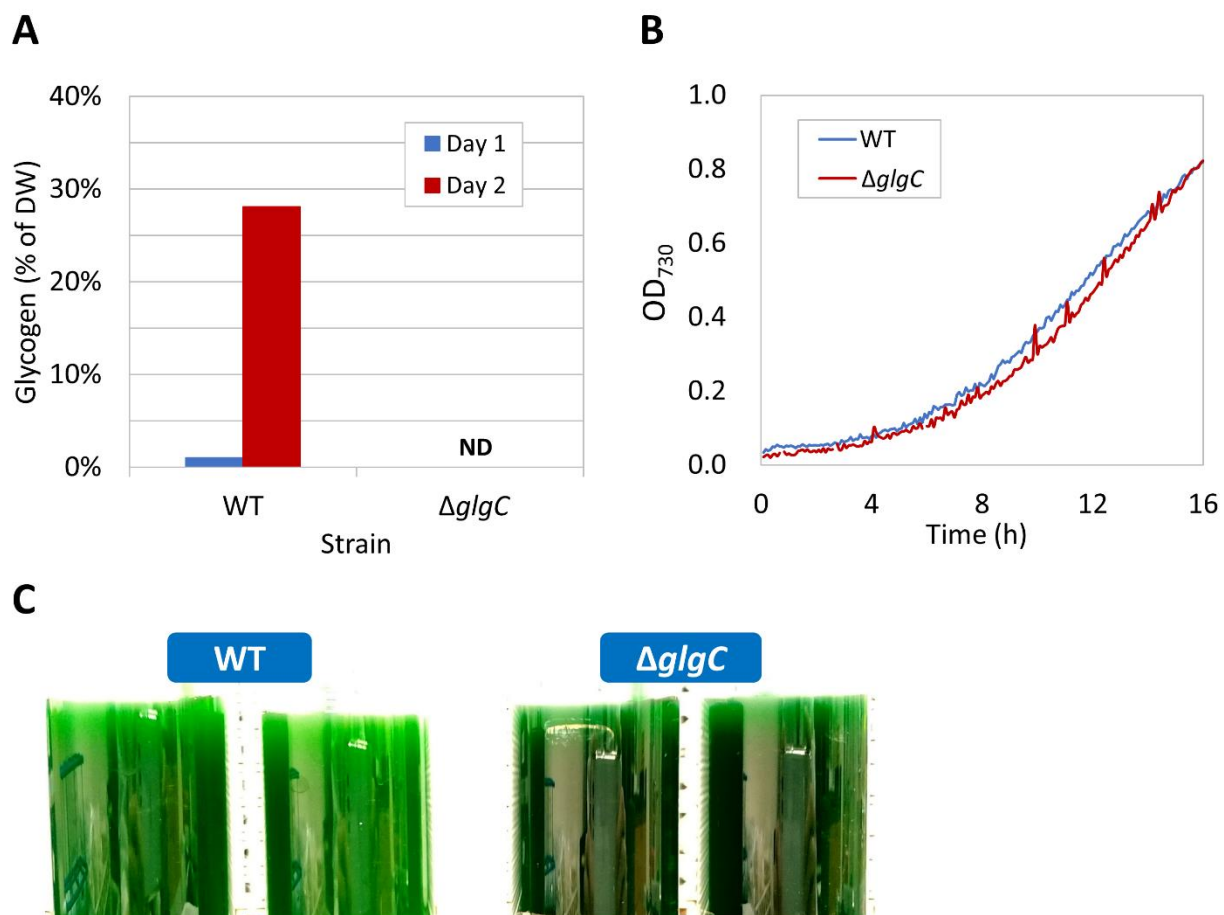 A
Glycogen (% of DW)
40%
30%
20%
10%
0%
Day 1
Day 2
ND
WT
ΔglgC
Strain
B
OD730
1.0
0.8
0.6
0.4
0.2
0.0
WT
ΔglgC
0 4 8 12 16
Time (h)
C
WT
ΔglgC